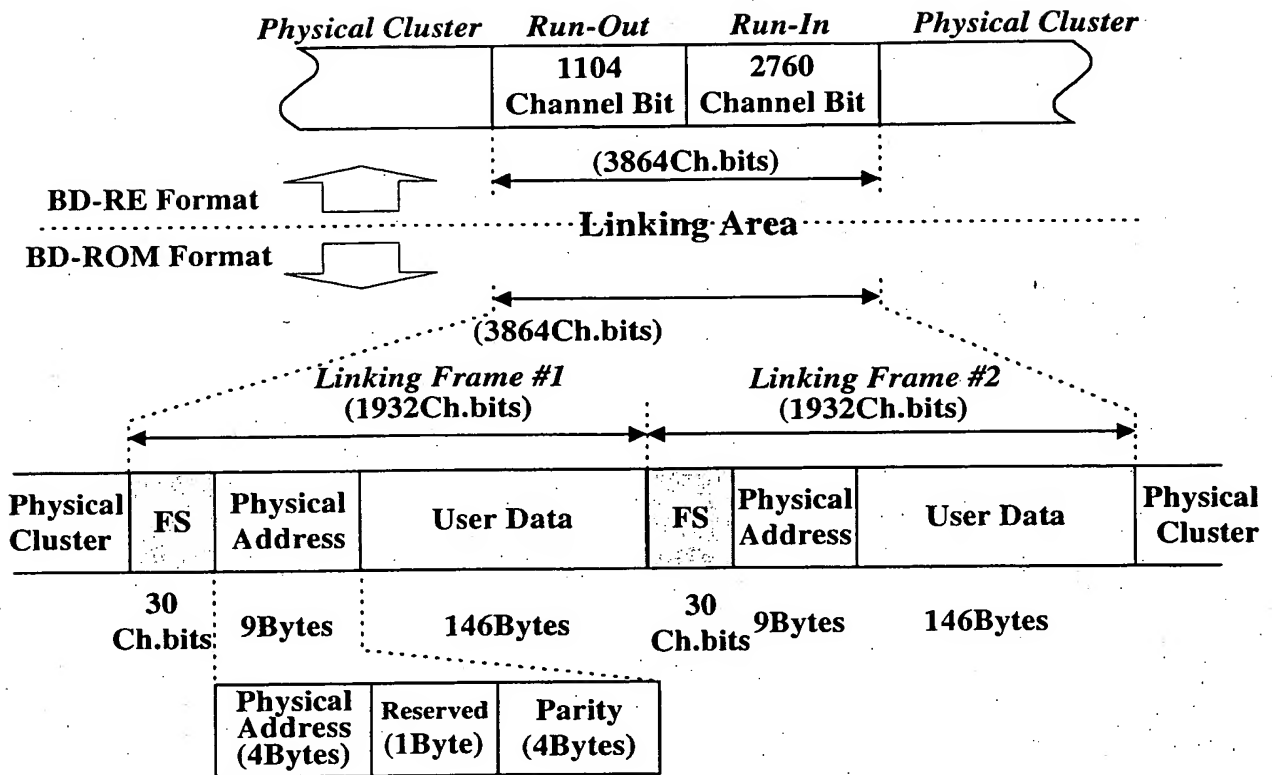 Physical Cluster Run-Out Run-In Physical Cluster
1104 2760
Channel Bit Channel Bit
(3864Ch.bits)
BD-RE Format
Linking Area
BD-ROM Format
(3864Ch.bits)
Linking Frame #1 Linking Frame #2
(1932Ch.bits) (1932Ch.bits)
Physical Cluster FS Physical Address User Data FS Physical Address User Data Physical Cluster
30 Ch.bits 9Bytes 146Bytes 30 Ch.bits 9Bytes 146Bytes
Physical Address (4Bytes) Reserved (1Byte) Parity (4Bytes)